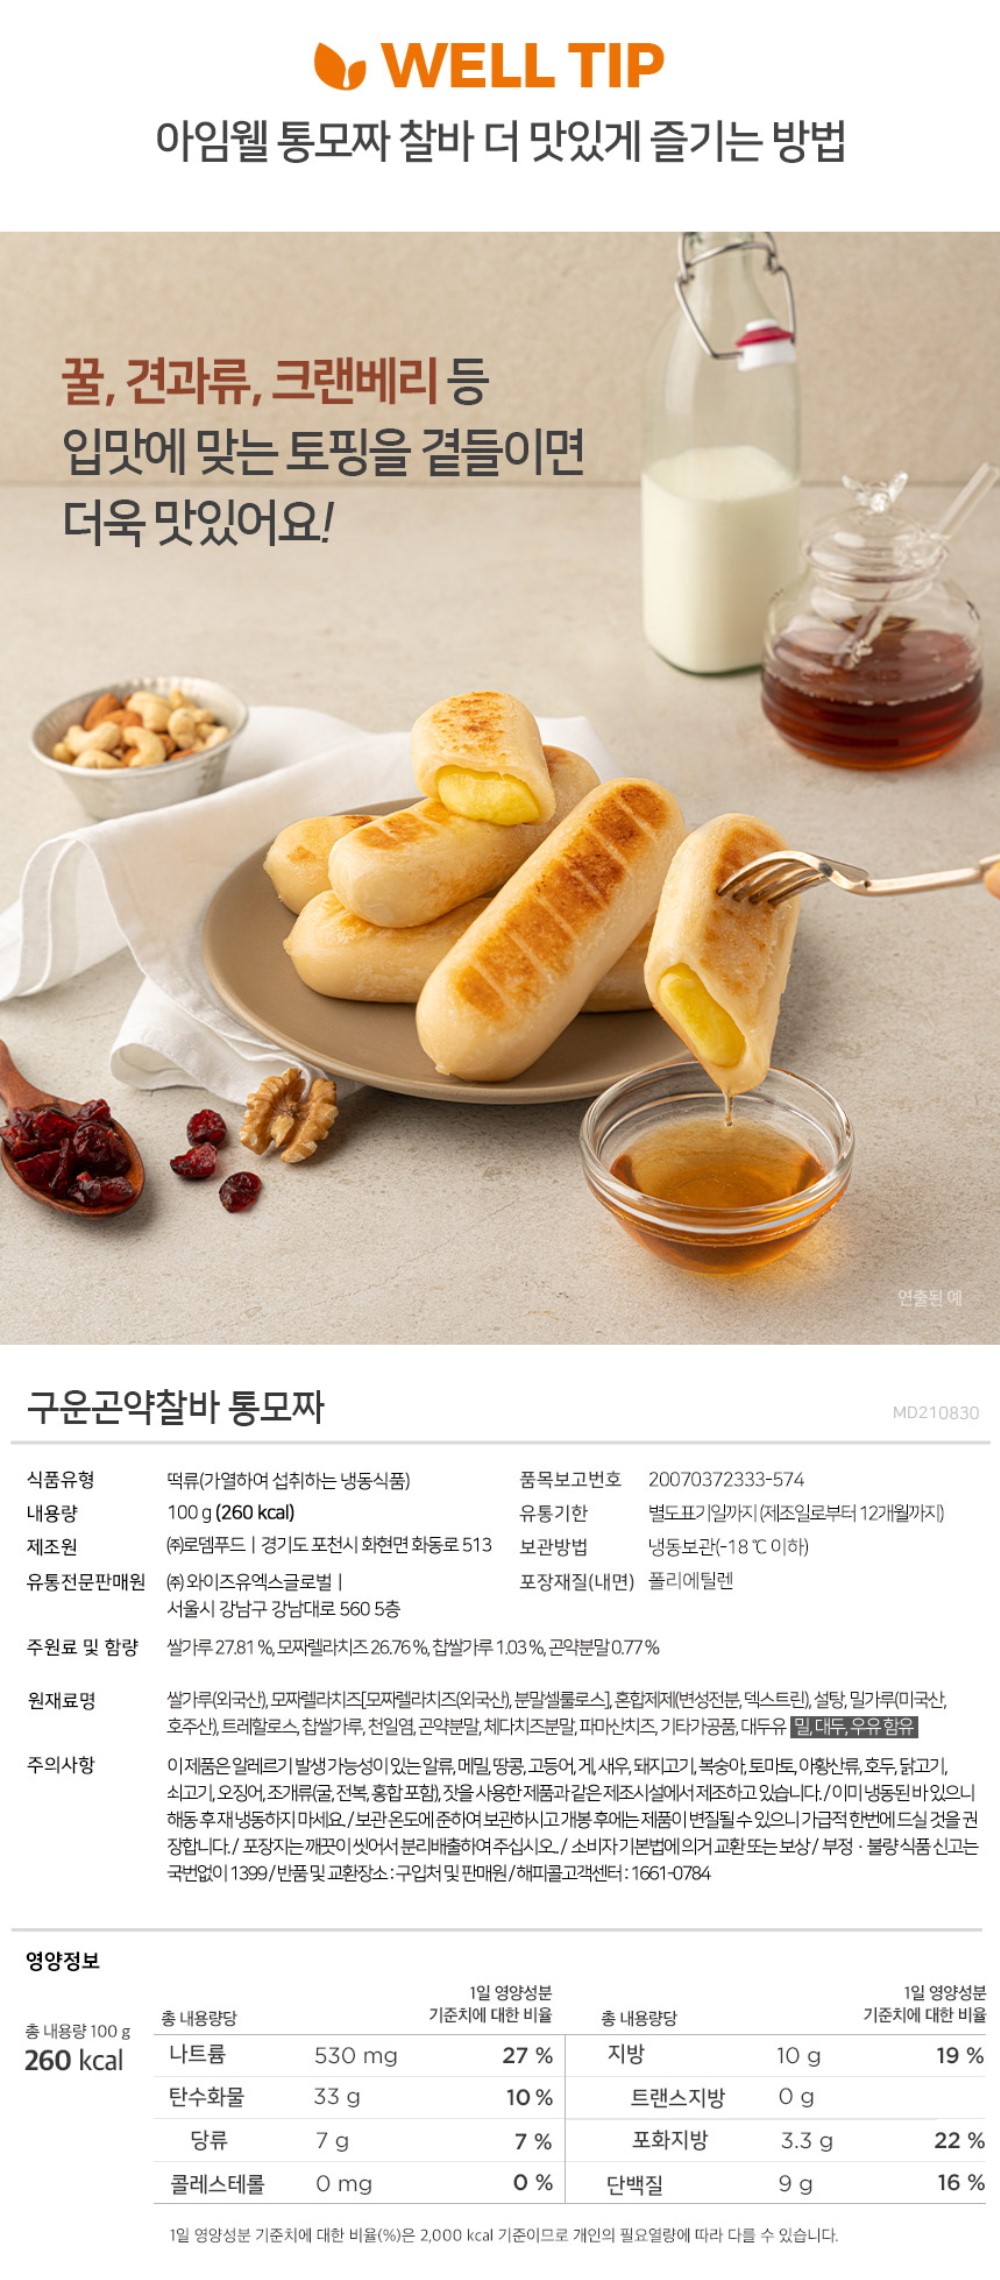 WELL TIP
아임웰 통모짜 찰바 더 맛있게 즐기는 방법
꿀, 견과류, 크랜베리 등
입맛에 맞는 토핑을 곁들이면
더욱 맛있어요!
연출된 예
구운곤약찰바 통모짜
MD210830
식품유형 떡류(가열하여 섭취하는 냉동식품) 품목보고번호 20070372333-574
내용량 100 g (260 kcal) 유통기한 별도표기일까지(제조일로부터 12개월까지)
제조원 ㈜로뎀푸드 | 경기도 포천시 화현면 화동로 513 보관방법 냉동보관(-18 ℃ 이하)
유통전문판매원 ㈜ 와이즈유엑스글로벌 | 포장재질(내면) 폴리에틸렌
서울시 강남구 강남대로 560 5층
주원료 및 함량 쌀가루 27.81 %, 모짜렐라치즈 26.76 %, 찹쌀가루 1.03 %, 곤약분말 0.77 %
원재료명 쌀가루(외국산), 모짜렐라치즈[모짜렐라치즈(외국산), 분말셀룰로스], 혼합제제(변성전분, 덱스트린), 설탕, 밀가루(미국산,
호주산), 트레할로스, 찹쌀가루, 천일염, 곤약분말, 체다치즈분말, 파마산치즈, 기타가공품, 대두유 밀, 대두, 우유 함유
주의사항 이 제품은 알레르기 발생 가능성이 있는 알류, 메밀, 땅콩, 고등어, 게, 새우, 돼지고기, 복숭아, 토마토, 아황산류, 호두, 닭고기,
쇠고기, 오징어, 조개류(굴, 전복, 홍합 포함), 잣을 사용한 제품과 같은 제조시설에서 제조하고 있습니다. / 이미 냉동된 바 있으니
해동 후 재 냉동하지 마세요. / 보관 온도에 준하여 보관하시고 개봉 후에는 제품이 변질될 수 있으니 가급적 한번에 드실 것을 권
장합니다. / 포장지는 깨끗이 씻어서 분리배출하여 주십시오. / 소비자 기본법에 의거 교환 또는 보상 / 부정 · 불량 식품 신고는
국번없이 1399 / 반품 및 교환장소 : 구입처 및 판매원 / 해피콜고객센터 : 1661-0784
영양정보
총 내용량 100 g
260 kcal
총 내용량당 1일 영양성분 기준치에 대한 비율 총 내용량당 1일 영양성분 기준치에 대한 비율
나트륨 530 mg 27 % 지방 10 g 19 %
탄수화물 33 g 10 % 트랜스지방 0 g
당류 7 g 7 % 포화지방 3.3 g 22 %
콜레스테롤 0 mg 0 % 단백질 9 g 16 %
1일 영양성분 기준치에 대한 비율(%)은 2,000 kcal 기준이므로 개인의 필요열량에 따라 다를 수 있습니다.